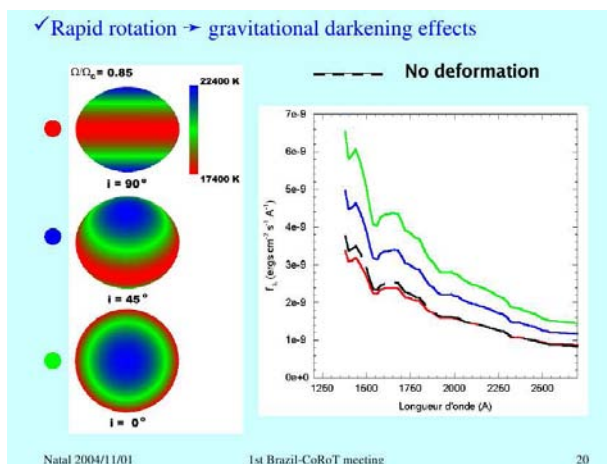 ✓Rapid rotation → gravitational darkening effects
Ω/Ωc = 0.85
22400 K
17400 K
i = 90°
i = 45°
i = 0°
No deformation
7e-9
6e-9
5e-9
4e-9
3e-9
2e-9
1e-9
0e+0
fλ (ergs cm⁻² s⁻¹ A⁻¹)
1250 1500 1750 2000 2250 2500
Longueur d'onde (A)
Natal 2004/11/01 1st Brazil-CoRoT meeting 20